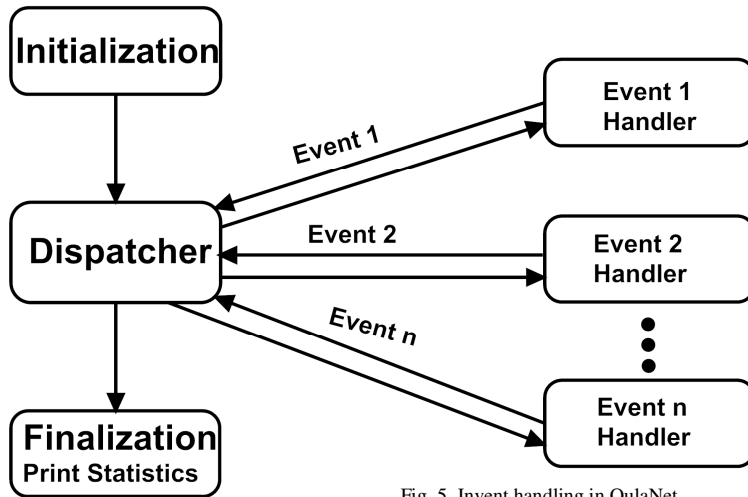 Initialization
Event 1
Handler
Event 1
Dispatcher
Event 2
Event 2
Handler
Event n
Finalization
Print Statistics
Event n
Handler
Fig. 5. Invent handling in OulaNet